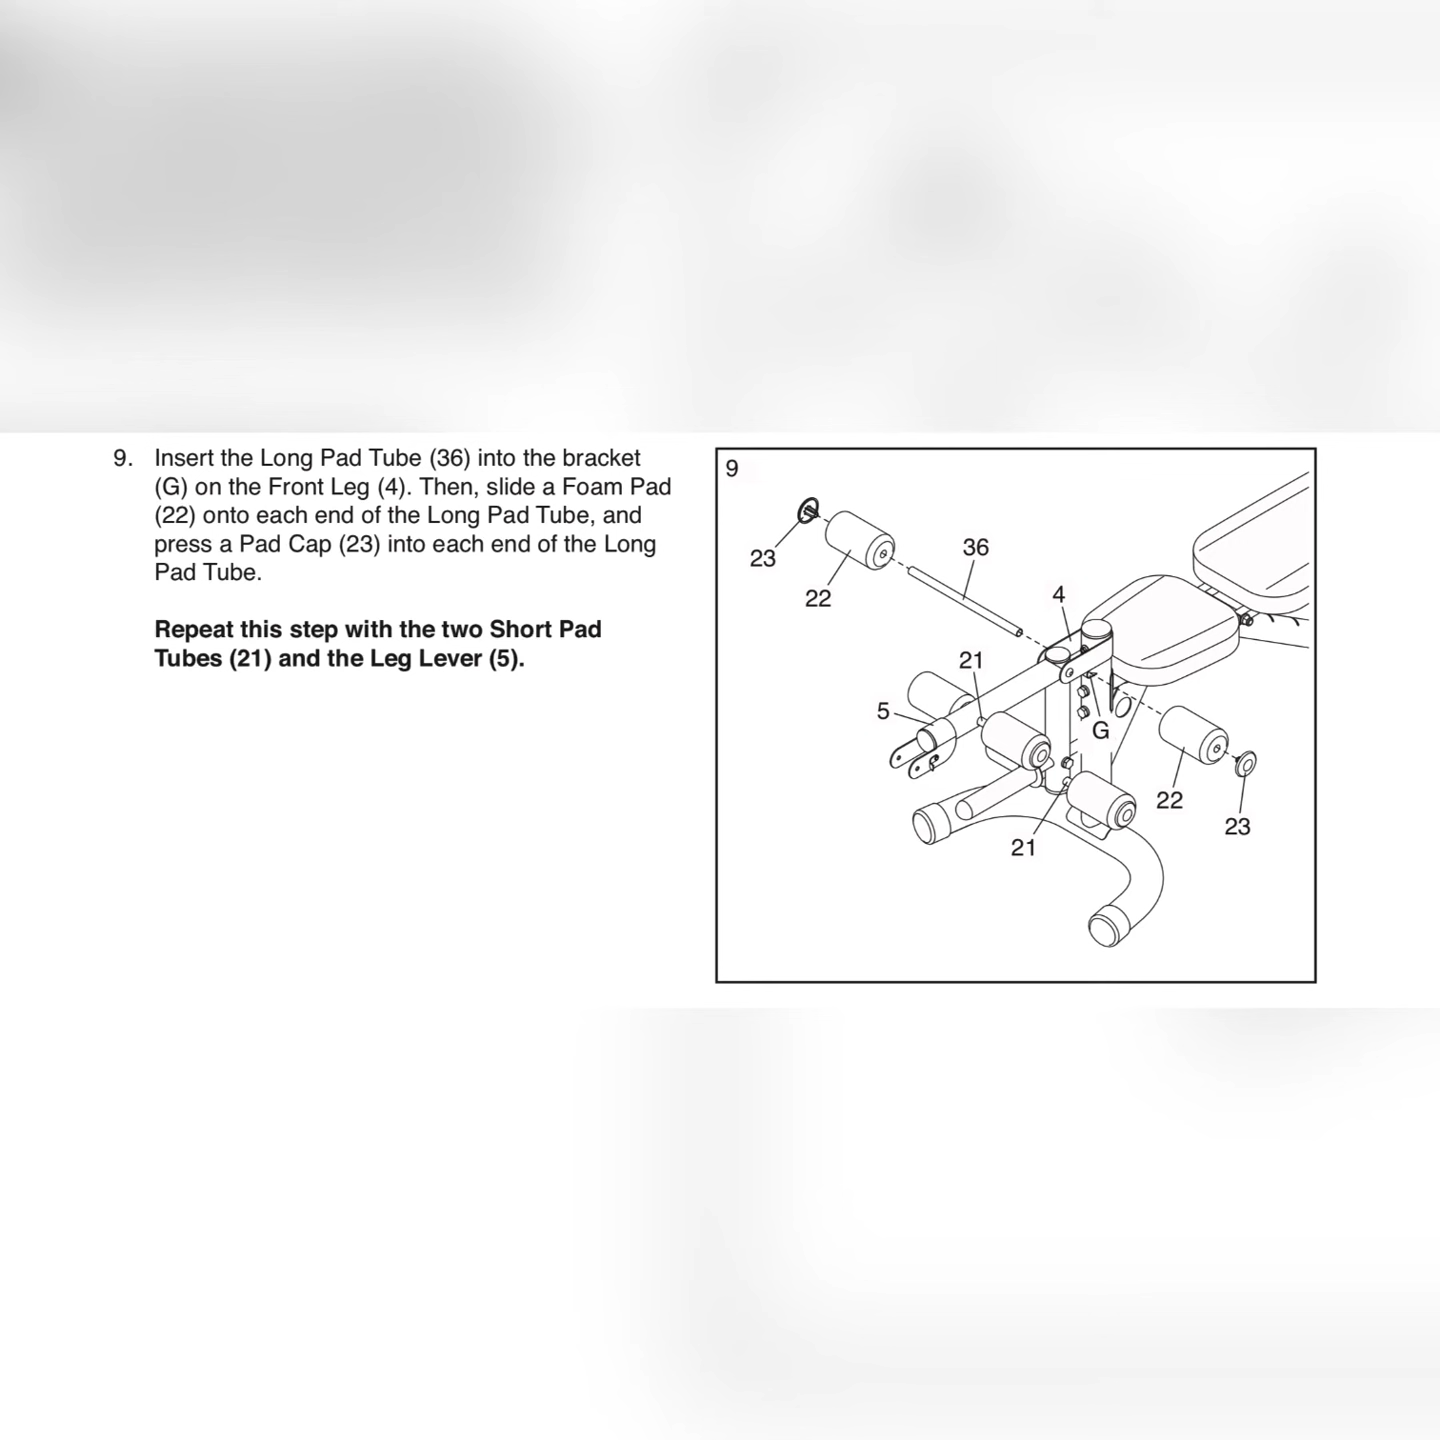 9. Insert the Long Pad Tube (36) into the bracket
(G) on the Front Leg (4). Then, slide a Foam Pad
(22) onto each end of the Long Pad Tube, and
press a Pad Cap (23) into each end of the Long
Pad Tube.
Repeat this step with the two Short Pad
Tubes (21) and the Leg Lever (5).
9
23
22
36
4
21
5
G
22
23
21